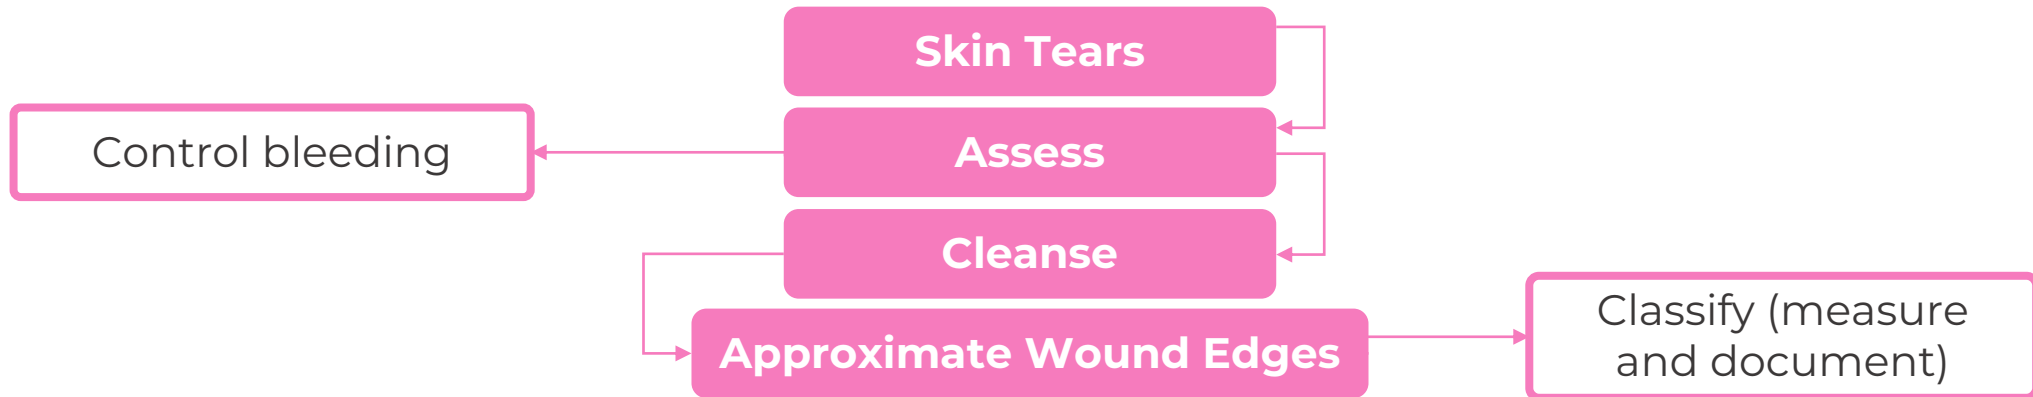 Skin Tears
Control bleeding
Assess
Cleanse
Approximate Wound Edges
Classify (measure
and document)